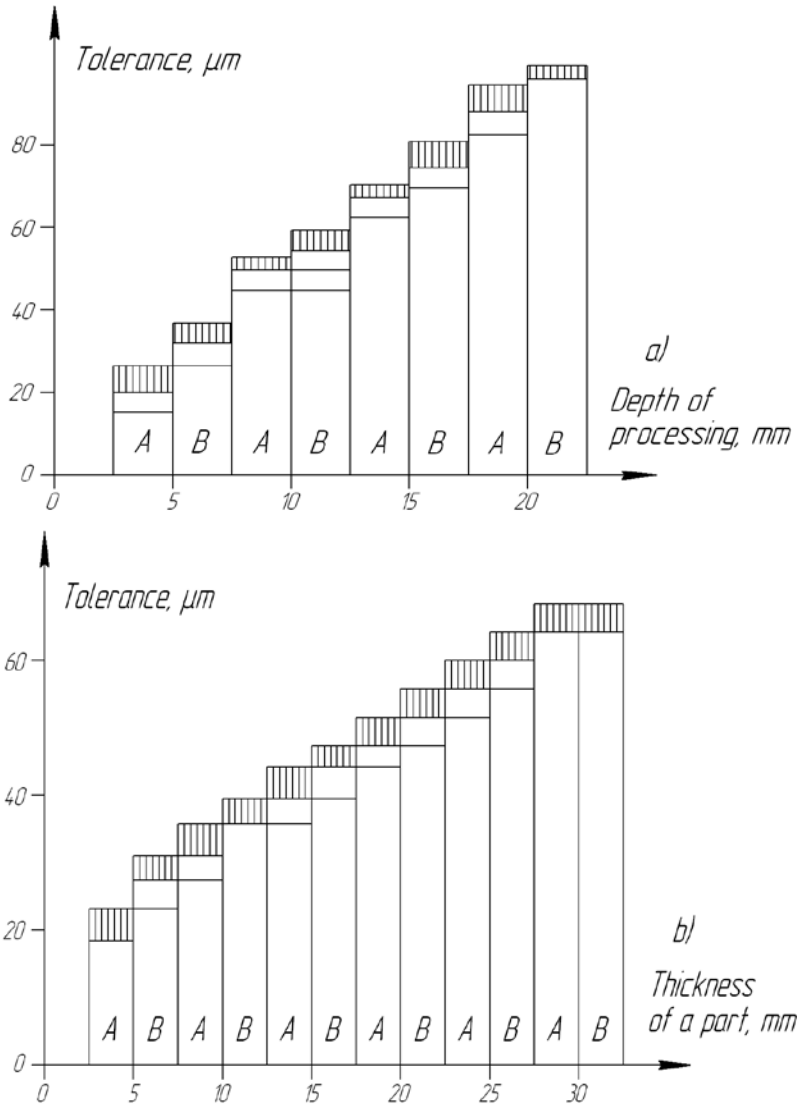 Tolerance, μm
80
60
40
20
0
A B A B A B A B
0 5 10 15 20
a)
Depth of
processing, mm
Tolerance, μm
60
40
20
0
A B A B A B A B A B A B
0 5 10 15 20 25 30
b)
Thickness
of a part, mm